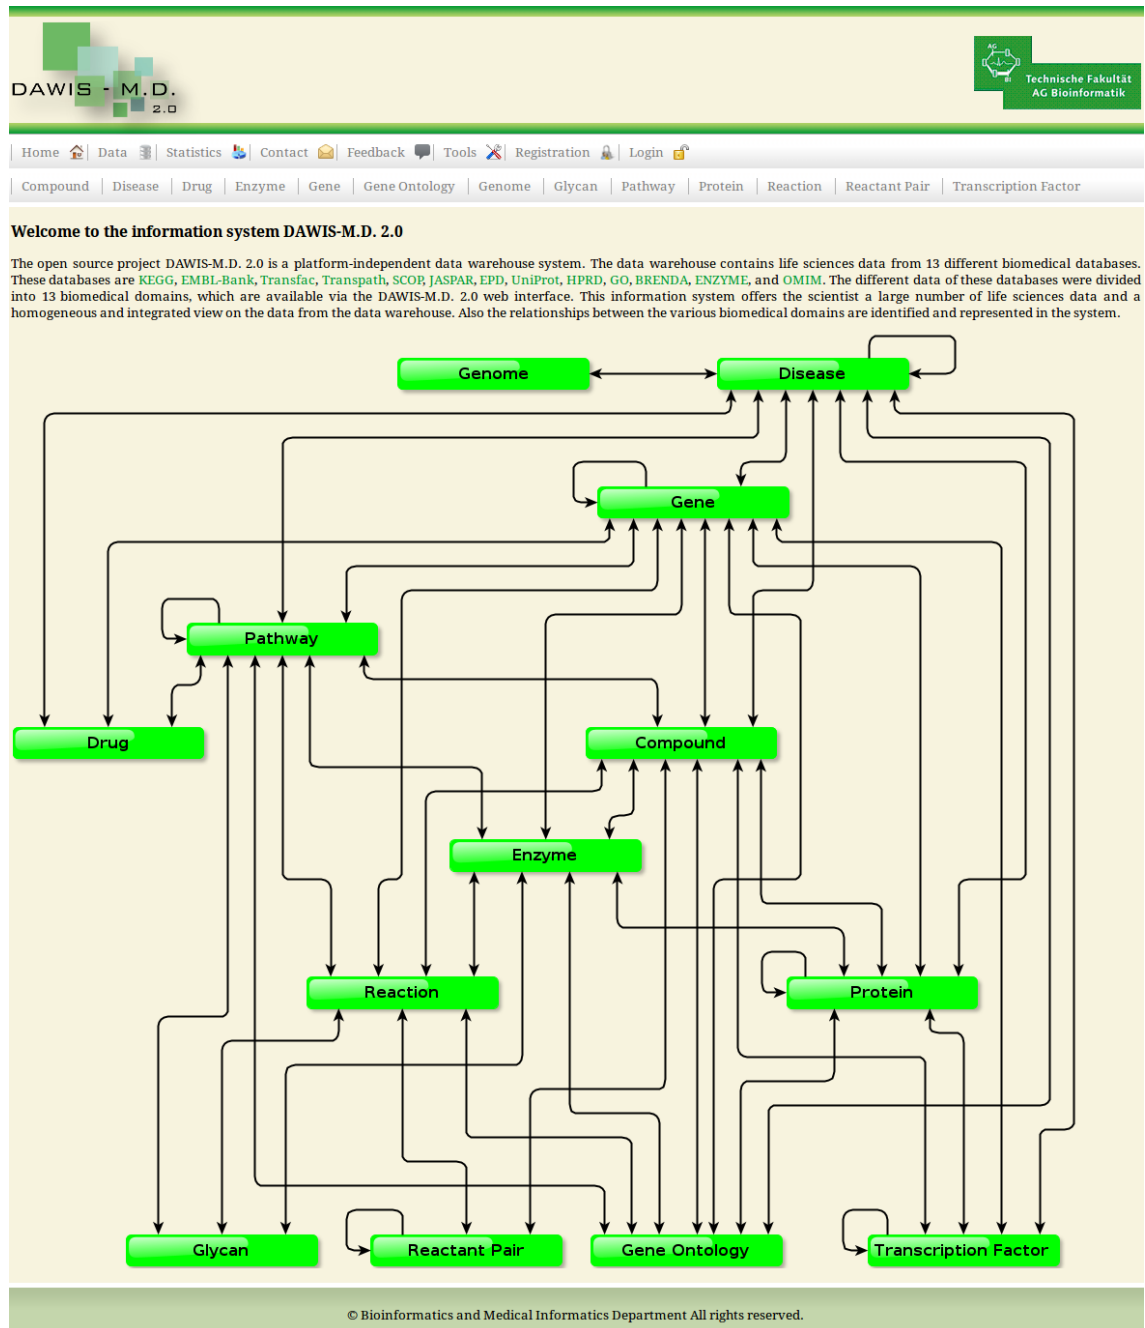 DAWIS - M.D.
2.0
AG
BI
Technische Fakultät
AG Bioinformatik
Home Data Statistics Contact Feedback Tools Registration Login
Compound Disease Drug Enzyme Gene Gene Ontology Genome Glycan Pathway Protein Reaction Reactant Pair Transcription Factor
Welcome to the information system DAWIS-M.D. 2.0
The open source project DAWIS-M.D. 2.0 is a platform-independent data warehouse system. The data warehouse contains life sciences data from 13 different biomedical databases.
These databases are KEGG, EMBL-Bank, Transfac, Transpath, SCOP, JASPAR, EPD, UniProt, HPRD, GO, BRENDA, ENZYME, and OMIM. The different data of these databases were divided
into 13 biomedical domains, which are available via the DAWIS-M.D. 2.0 web interface. This information system offers the scientist a large number of life sciences data and a
homogeneous and integrated view on the data from the data warehouse. Also the relationships between the various biomedical domains are identified and represented in the system.
Genome Disease
Gene
Pathway
Drug Compound
Enzyme
Reaction Protein
Glycan Reactant Pair Gene Ontology Transcription Factor
© Bioinformatics and Medical Informatics Department All rights reserved.